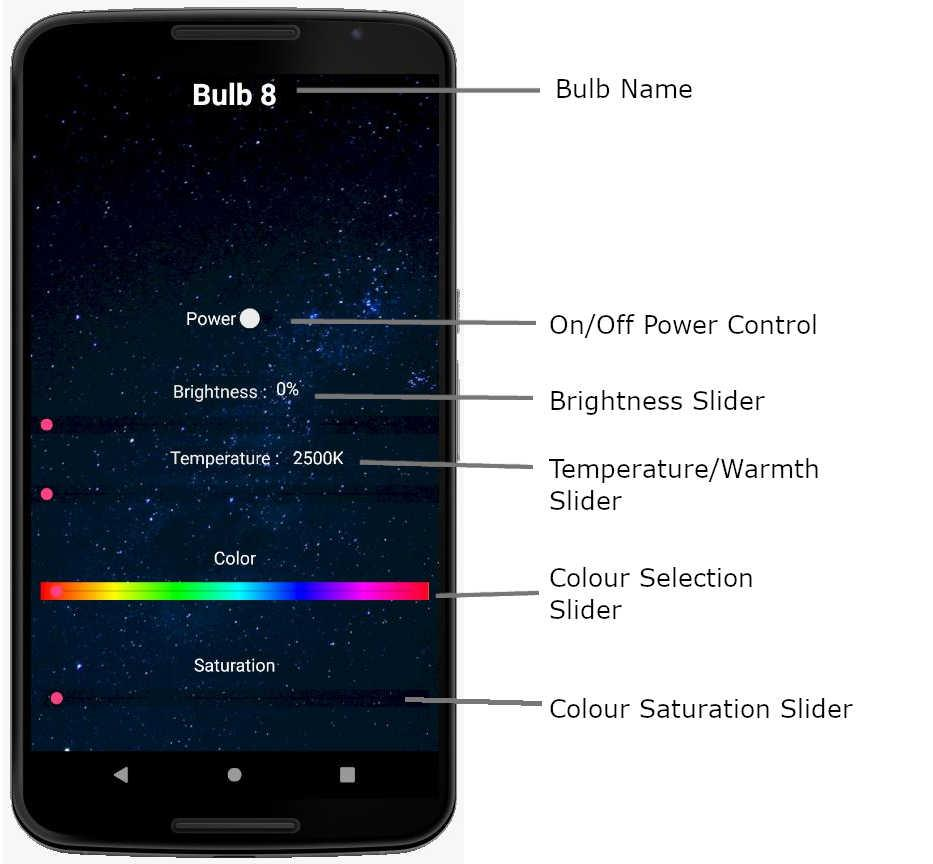 Bulb 8
Bulb Name
Power
On/Off Power Control
Brightness : 0%
Brightness Slider
Temperature : 2500K
Temperature/Warmth
Slider
Color
Colour Selection
Slider
Saturation
Colour Saturation Slider